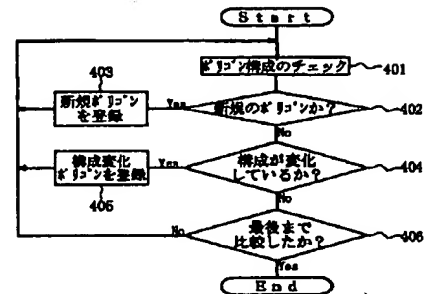 Start
ポリゴン構成のチェック
401
403
新規ポリゴン
を登録
Yes
新規のポリゴンか?
402
No
構成変化
ポリゴンを登録
405
Yes
構成が変化
しているか?
404
No
最後まで
比較したか?
406
No
Yes
End